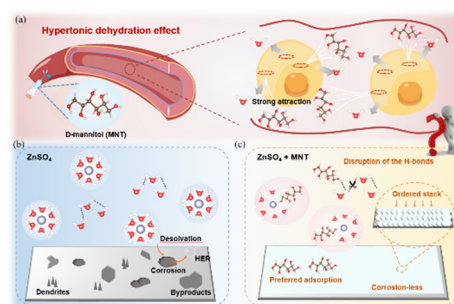 (a)
Hypertonic dehydration effect
D-mannitol (MNT)
Strong attraction
(b)
ZnSO4
Desolvation
HER
Corrosion
Dendrites
Byproducts
(c)
ZnSO4 + MNT
Disruption of the H-bonds
Ordered stack
Preferred adsorption
Corrosion-less